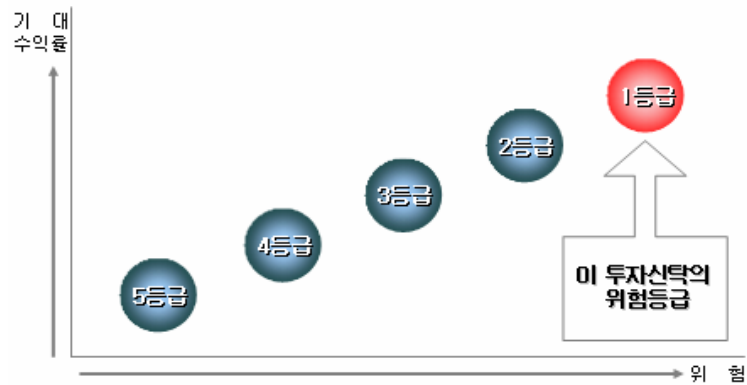 기 대
수익률
1등급
2등급
3등급
4등급
5등급
이 투자신탁의
위험등급
위 험